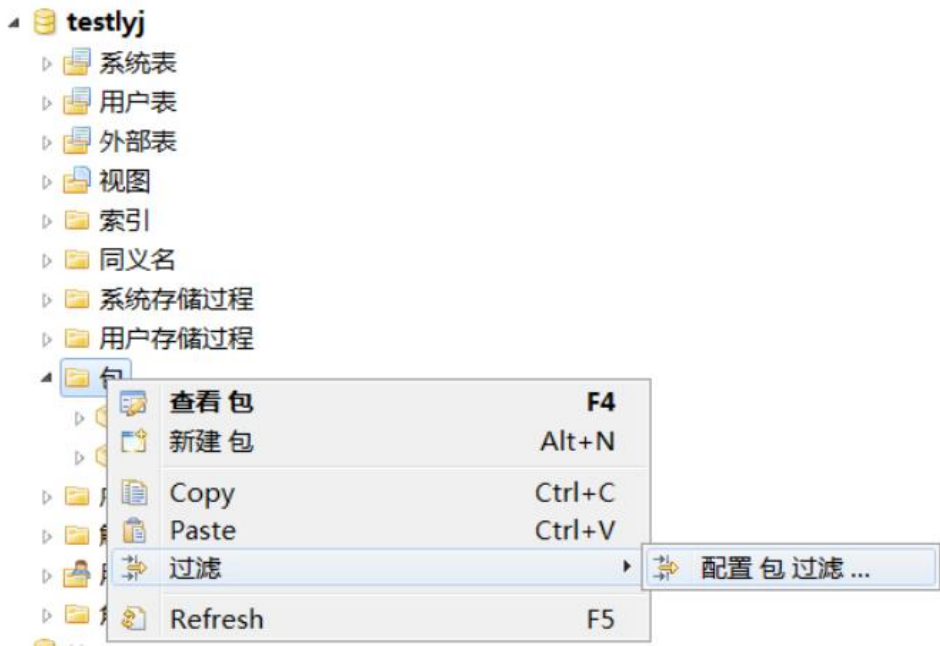 testlyj
系统表
用户表
外部表
视图
索引
同义名
系统存储过程
用户存储过程
包
查看 包 F4
新建 包 Alt+N
Copy Ctrl+C
Paste Ctrl+V
过滤
配置 包 过滤 ...
Refresh F5